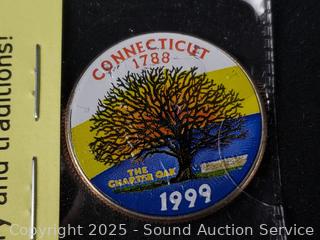 CONNECTICUT
1788
THE
CHARTER OAK
1999
y and traditions!
Copyright 2025 - Sound Auction Service